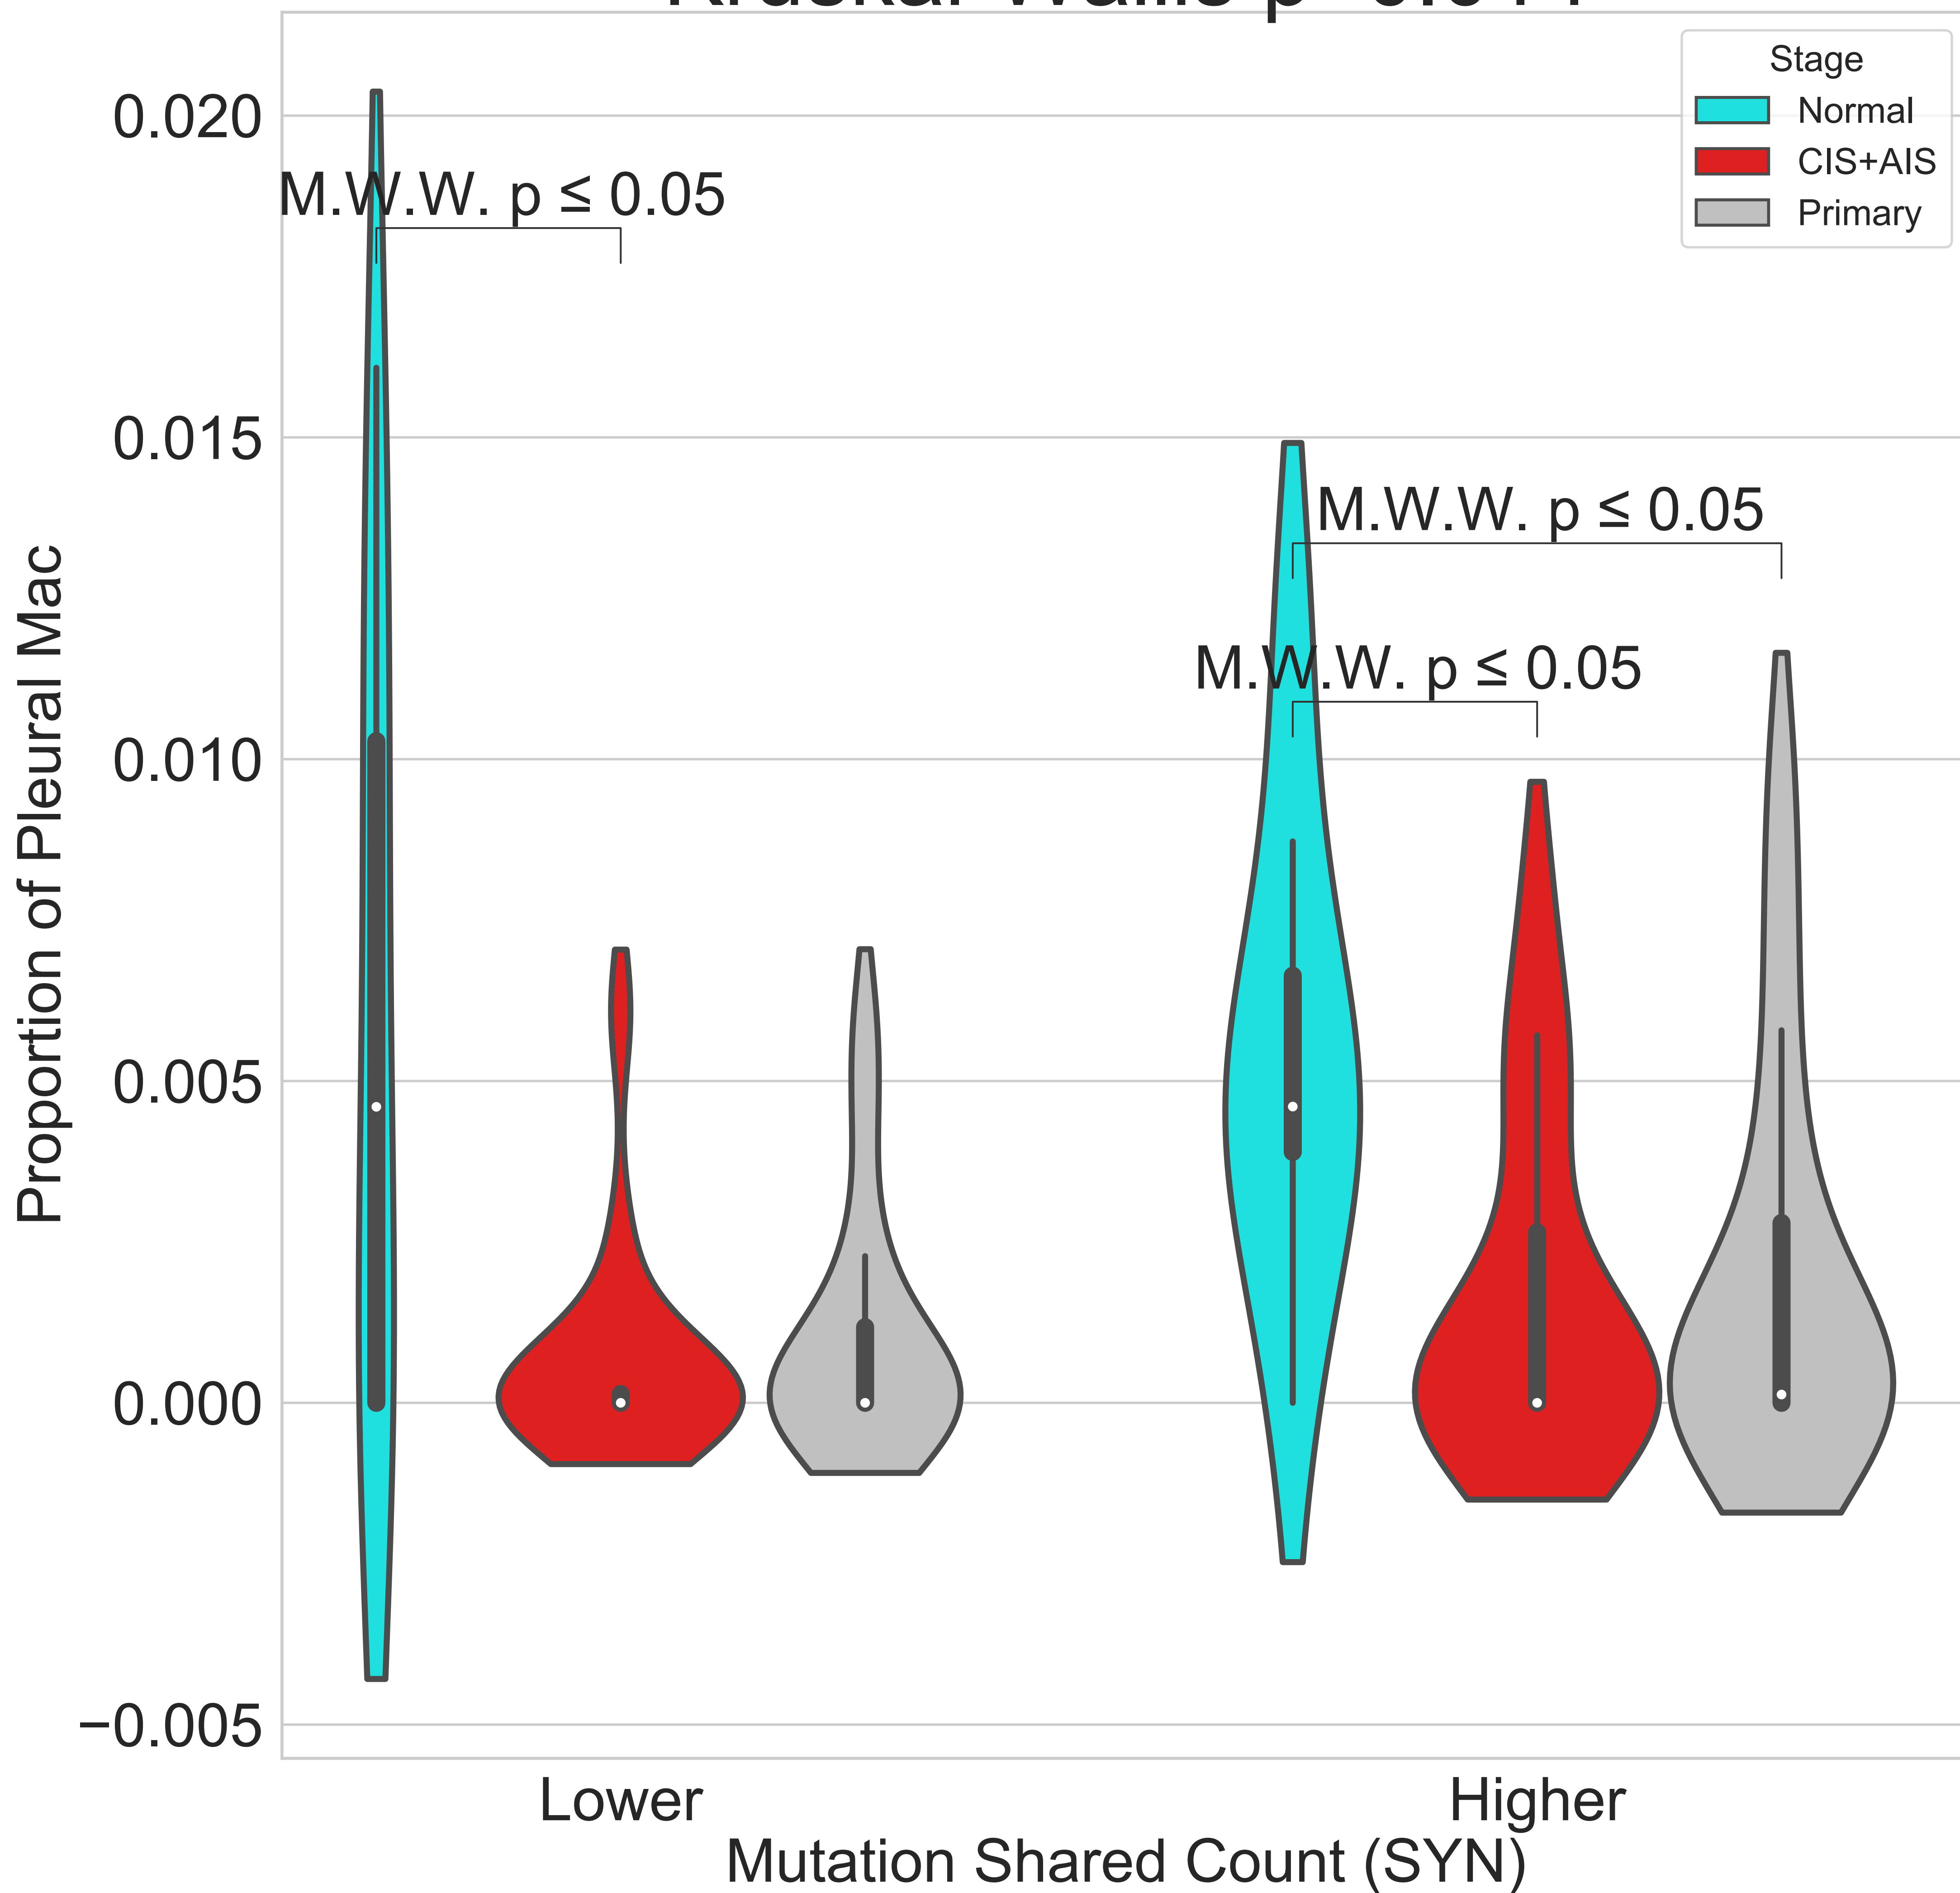 Stage
Normal
CIS+AIS
Primary
0.020
0.015
0.010
0.005
0.000
−0.005
Proportion of Pleural Mac
M.W.W. p ≤ 0.05
M.W.W. p ≤ 0.05
M.W.W. p ≤ 0.05
Lower
Higher
Mutation Shared Count (SYN)